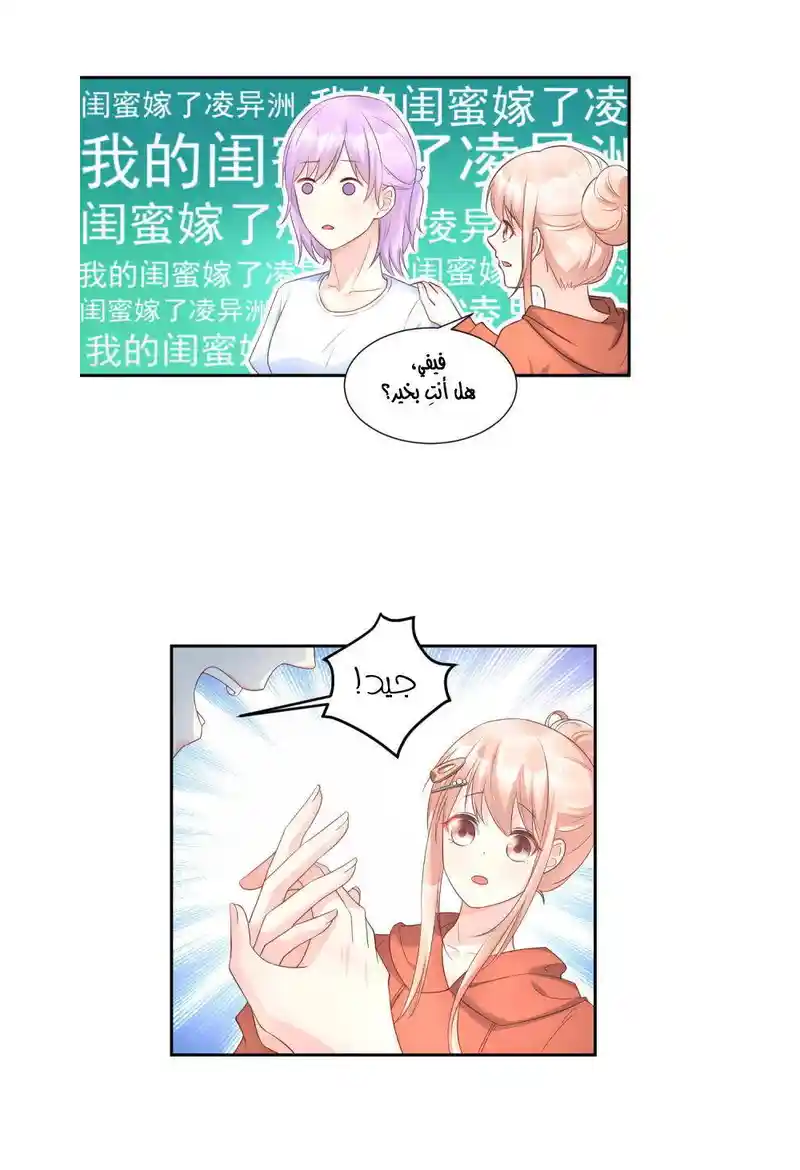 闺蜜嫁了凌异洲 我的闺蜜嫁了凌
我的闺 了凌异洲
闺蜜嫁了 凌异
我的闺蜜嫁了凌 闺蜜嫁
闺蜜嫁了凌异洲 凌异
我的闺蜜
فيفي،
هل أنتِ بخير؟
جيد!